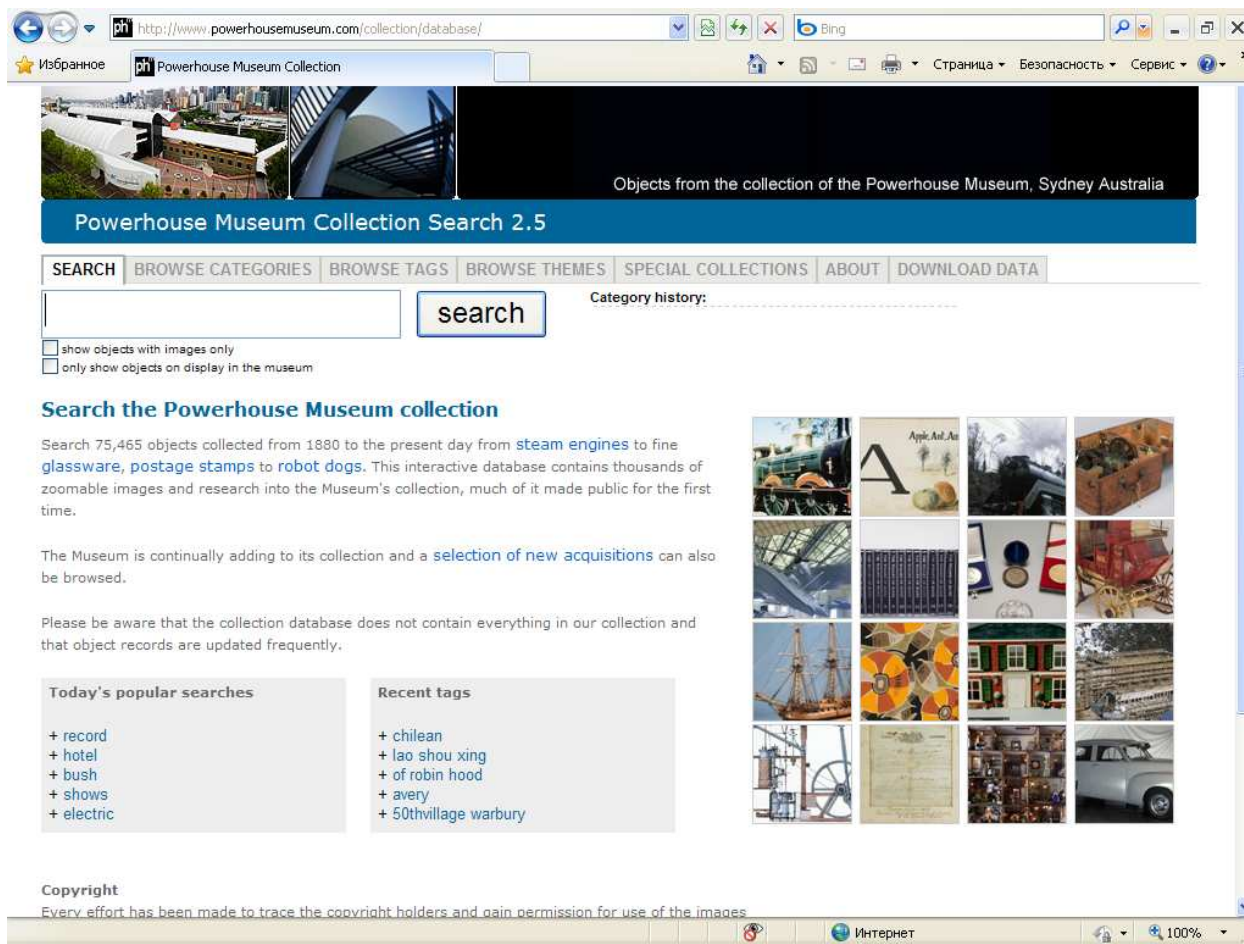 ph http://www.powerhousemuseum.com/collection/database/ Bing
Избранное ph Powerhouse Museum Collection Страница Безопасность Сервис
Objects from the collection of the Powerhouse Museum, Sydney Australia
Powerhouse Museum Collection Search 2.5
SEARCH BROWSE CATEGORIES BROWSE TAGS BROWSE THEMES SPECIAL COLLECTIONS ABOUT DOWNLOAD DATA
Category history:
search
show objects with images only
only show objects on display in the museum
Search the Powerhouse Museum collection
Search 75,465 objects collected from 1880 to the present day from steam engines to fine
glassware, postage stamps to robot dogs. This interactive database contains thousands of
zoomable images and research into the Museum's collection, much of it made public for the first
time.
The Museum is continually adding to its collection and a selection of new acquisitions can also
be browsed.
Please be aware that the collection database does not contain everything in our collection and
that object records are updated frequently.
Today's popular searches
+ record
+ hotel
+ bush
+ shows
+ electric
Recent tags
+ chilean
+ lao shou xing
+ of robin hood
+ avery
+ 50thvillage warbury
A
Copyright
Every effort has been made to trace the copyright holders and gain permission for use of the images
Интернет 100%